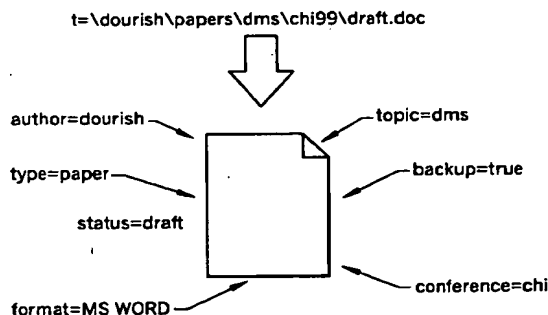 t=\dourish\papers\dms\chi99\draft.doc
author=dourish
topic=dms
type=paper
backup=true
status=draft
conference=chi
format=MS WORD